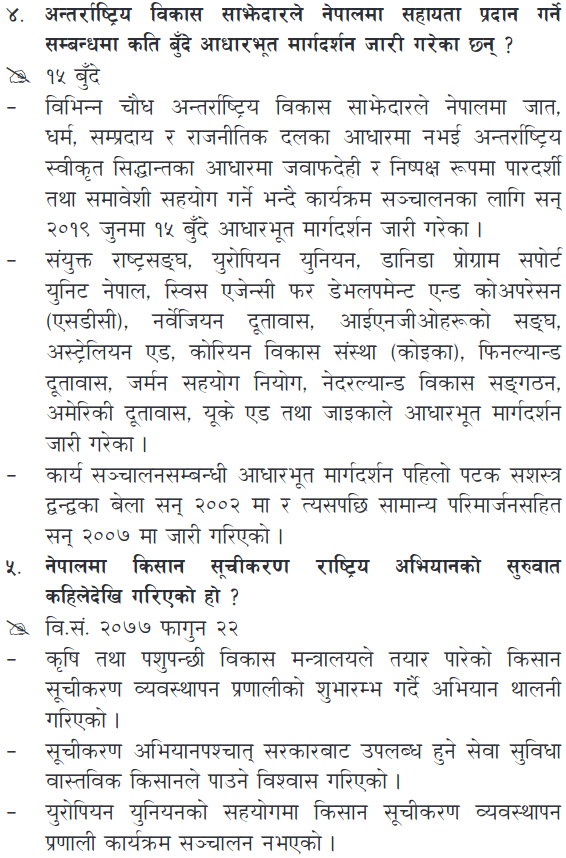 ४. अन्तर्राष्ट्रिय विकास साझेदारले नेपालमा सहायता प्रदान गर्ने
सम्बन्धमा कति बुँदे आधारभूत मार्गदर्शन जारी गरेका छन् ?
१५ बुँदे
– विभिन्न चौध अन्तर्राष्ट्रिय विकास साझेदारले नेपालमा जात,
धर्म, सम्प्रदाय र राजनीतिक दलका आधारमा नभई अन्तर्राष्ट्रिय
स्वीकृत सिद्धान्तका आधारमा जवाफदेही र निष्पक्ष रूपमा पारदर्शी
तथा समावेशी सहयोग गर्ने भन्दै कार्यक्रम सञ्चालनका लागि सन्
२०१९ जुनमा १५ बुँदे आधारभूत मार्गदर्शन जारी गरेका ।
– संयुक्त राष्ट्रसङ्घ, युरोपियन युनियन, डानिडा प्रोग्राम सपोर्ट
युनिट नेपाल, स्विस एजेन्सी फर डेभलपमेन्ट एन्ड कोअपरेसन
(एसडीसी), नर्वेजियन दूतावास, आईएनजीओहरूको सङ्घ,
अस्ट्रेलियन एड, कोरियन विकास संस्था (कोइका), फिनल्यान्ड
दूतावास, जर्मन सहयोग नियोग, नेदरल्यान्ड विकास सङ्गठन,
अमेरिकी दूतावास, यूके एड तथा जाइकाले आधारभूत मार्गदर्शन
जारी गरेका ।
– कार्य सञ्चालनसम्बन्धी आधारभूत मार्गदर्शन पहिलो पटक सशस्त्र
द्वन्द्वका बेला सन् २००२ मा र त्यसपछि सामान्य परिमार्जनसहित
सन् २००७ मा जारी गरिएको ।
५. नेपालमा किसान सूचीकरण राष्ट्रिय अभियानको सुरुवात
कहिलेदेखि गरिएको हो ?
वि.सं. २०७७ फागुन २२
– कृषि तथा पशुपन्छी विकास मन्त्रालयले तयार पारेको किसान
सूचीकरण व्यवस्थापन प्रणालीको शुभारम्भ गर्दै अभियान थालनी
गरिएको ।
– सूचीकरण अभियानपश्चात् सरकारबाट उपलब्ध हुने सेवा सुविधा
वास्तविक किसानले पाउने विश्वास गरिएको ।
– युरोपियन युनियनको सहयोगमा किसान सूचीकरण व्यवस्थापन
प्रणाली कार्यक्रम सञ्चालन नभएको ।